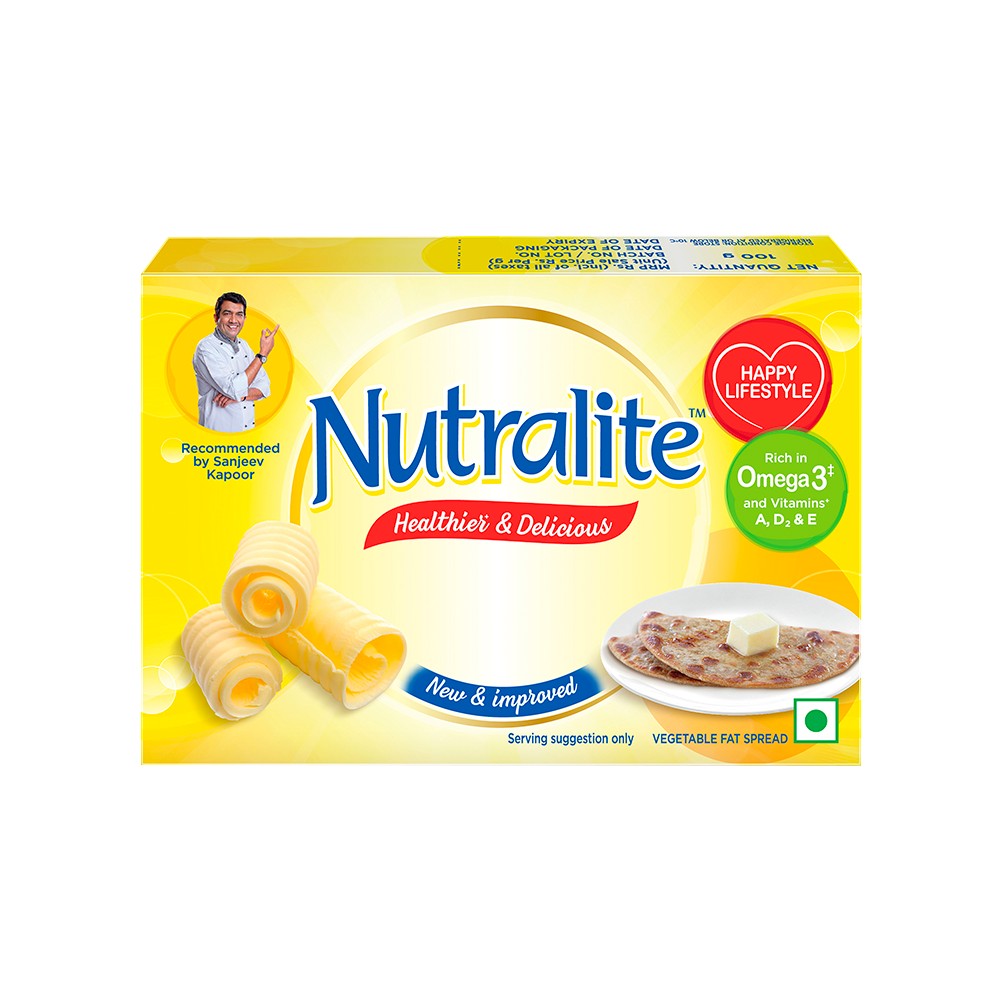 NET QUANTITY:
100 g
MRP Rs. (incl. of all taxes)
(Unit Sale Price Rs. Per g)
BATCH NO. / LOT NO.
DATE OF PACKAGING
DATE OF EXPIRY
Recommended
by Sanjeev
Kapoor
Nutralite™
Healthier‡ & Delicious
HAPPY
LIFESTYLE
Rich in
Omega 3‡
and Vitamins+
A, D₂ & E
New & improved
Serving suggestion only
VEGETABLE FAT SPREAD